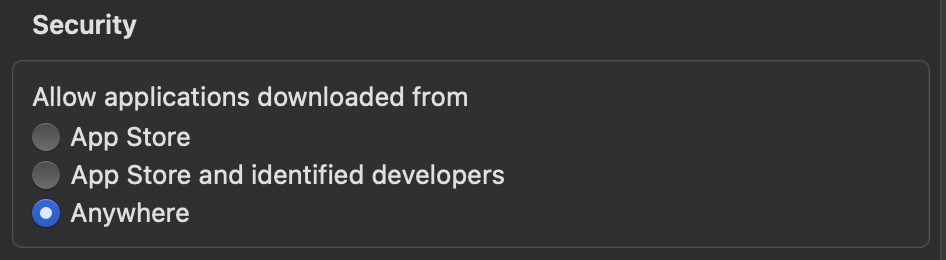 Security
Allow applications downloaded from
App Store
App Store and identified developers
Anywhere